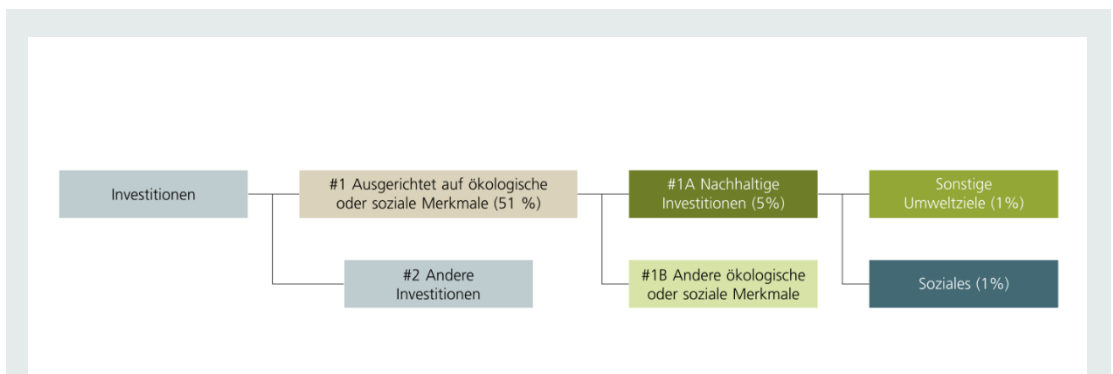 Investitionen
#1 Ausgerichtet auf ökologische
oder soziale Merkmale (51 %)
#1A Nachhaltige
Investitionen (5%)
Sonstige
Umweltziele (1%)
#2 Andere
Investitionen
#1B Andere ökologische
oder soziale Merkmale
Soziales (1%)